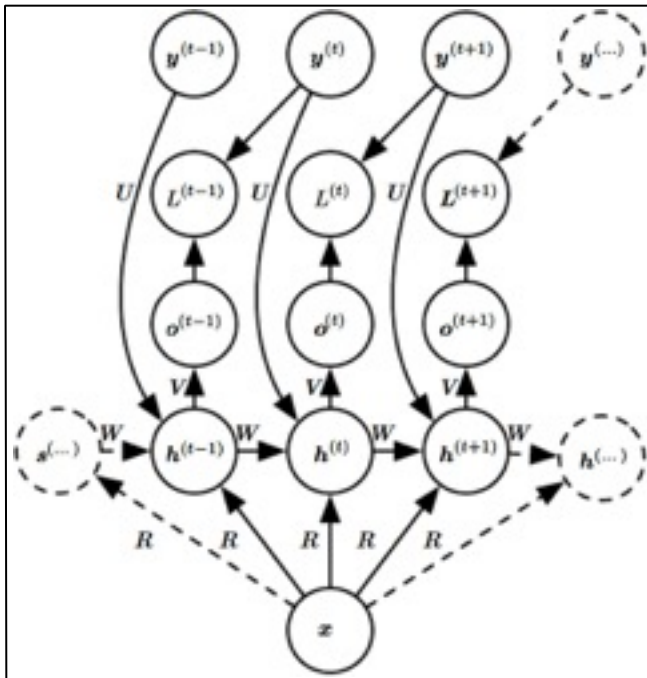 y^(t−1) y^(t) y^(t+1) y^(...)
U L^(t−1) U L^(t) U L^(t+1)
o^(t−1) o^(t) o^(t+1)
V V V
s^(...) W h^(t−1) W h^(t) W h^(t+1) W h^(...)
R R R R R
x